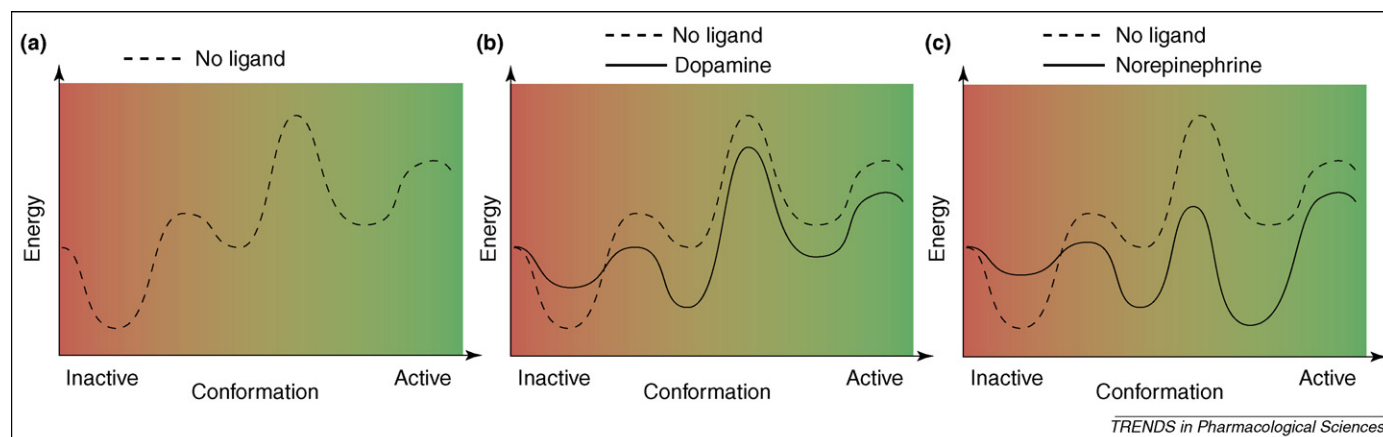 (a)
No ligand
Energy
Inactive
Conformation
Active
(b)
No ligand
Dopamine
Energy
Inactive
Conformation
Active
(c)
No ligand
Norepinephrine
Energy
Inactive
Conformation
Active
TRENDS in Pharmacological Sciences